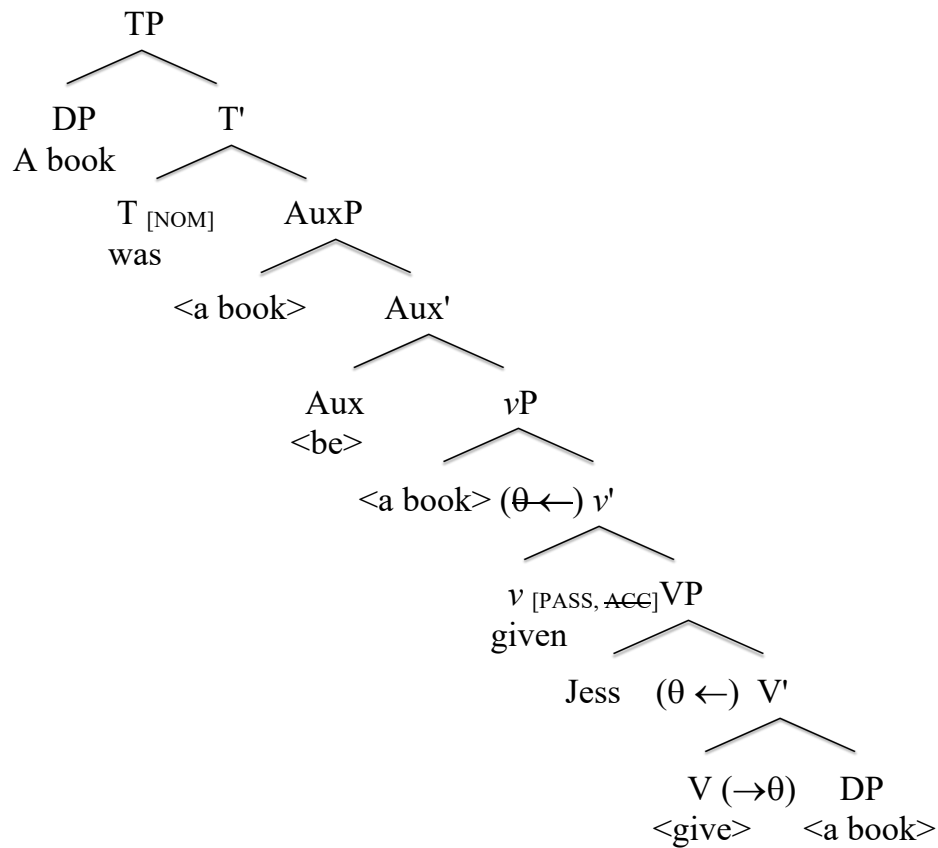 TP
DP T'
A book
T [NOM] AuxP
was
<a book> Aux'
Aux vP
<be>
<a book> (θ ←) v'
v [PASS, ACC] VP
given
Jess (θ ←) V'
V (→θ) DP
<give> <a book>